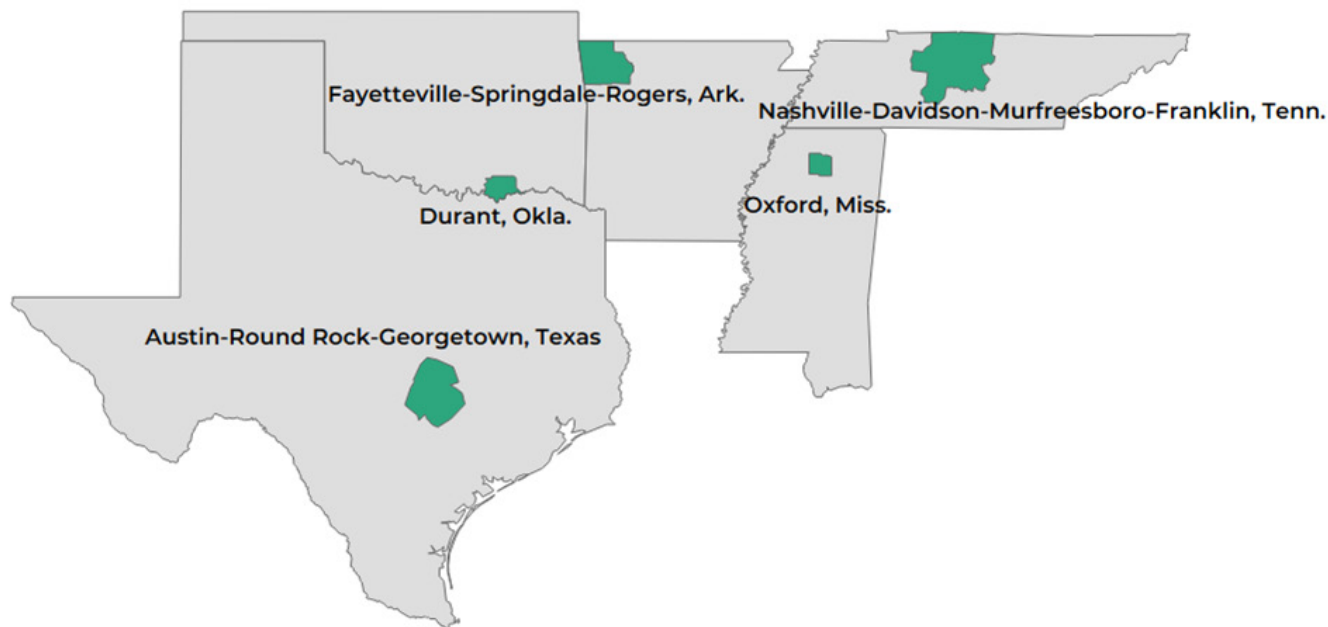 Fayetteville-Springdale-Rogers, Ark.
Nashville-Davidson-Murfreesboro-Franklin, Tenn.
Oxford, Miss.
Durant, Okla.
Austin-Round Rock-Georgetown, Texas